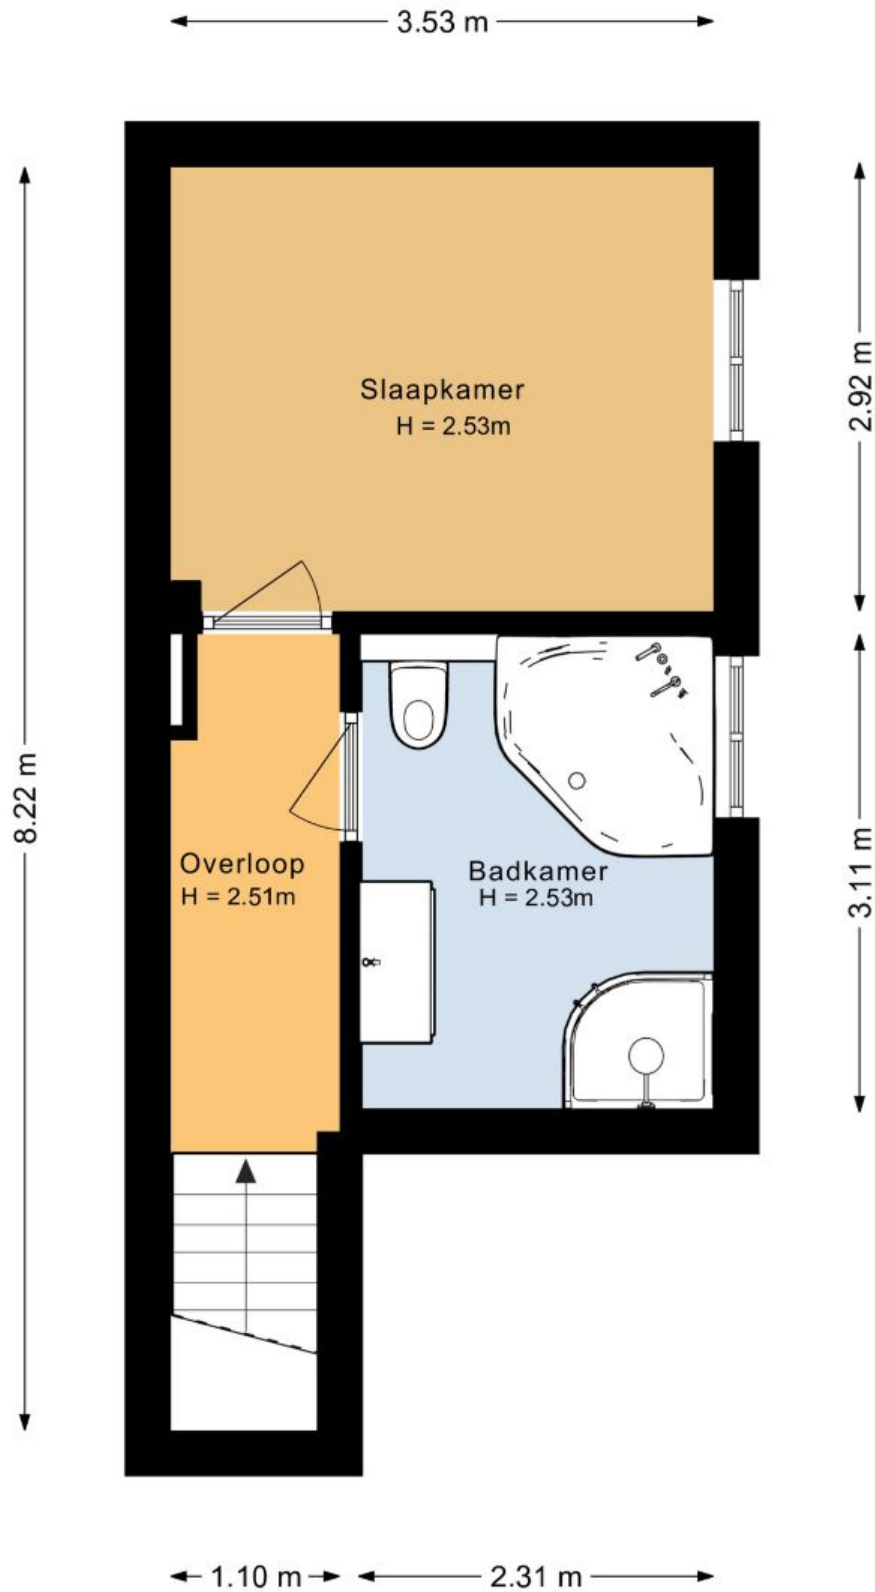 3.53 m
Slaapkamer
H = 2.53m
2.92 m
8.22 m
Overloop
H = 2.51m
Badkamer
H = 2.53m
3.11 m
1.10 m
2.31 m